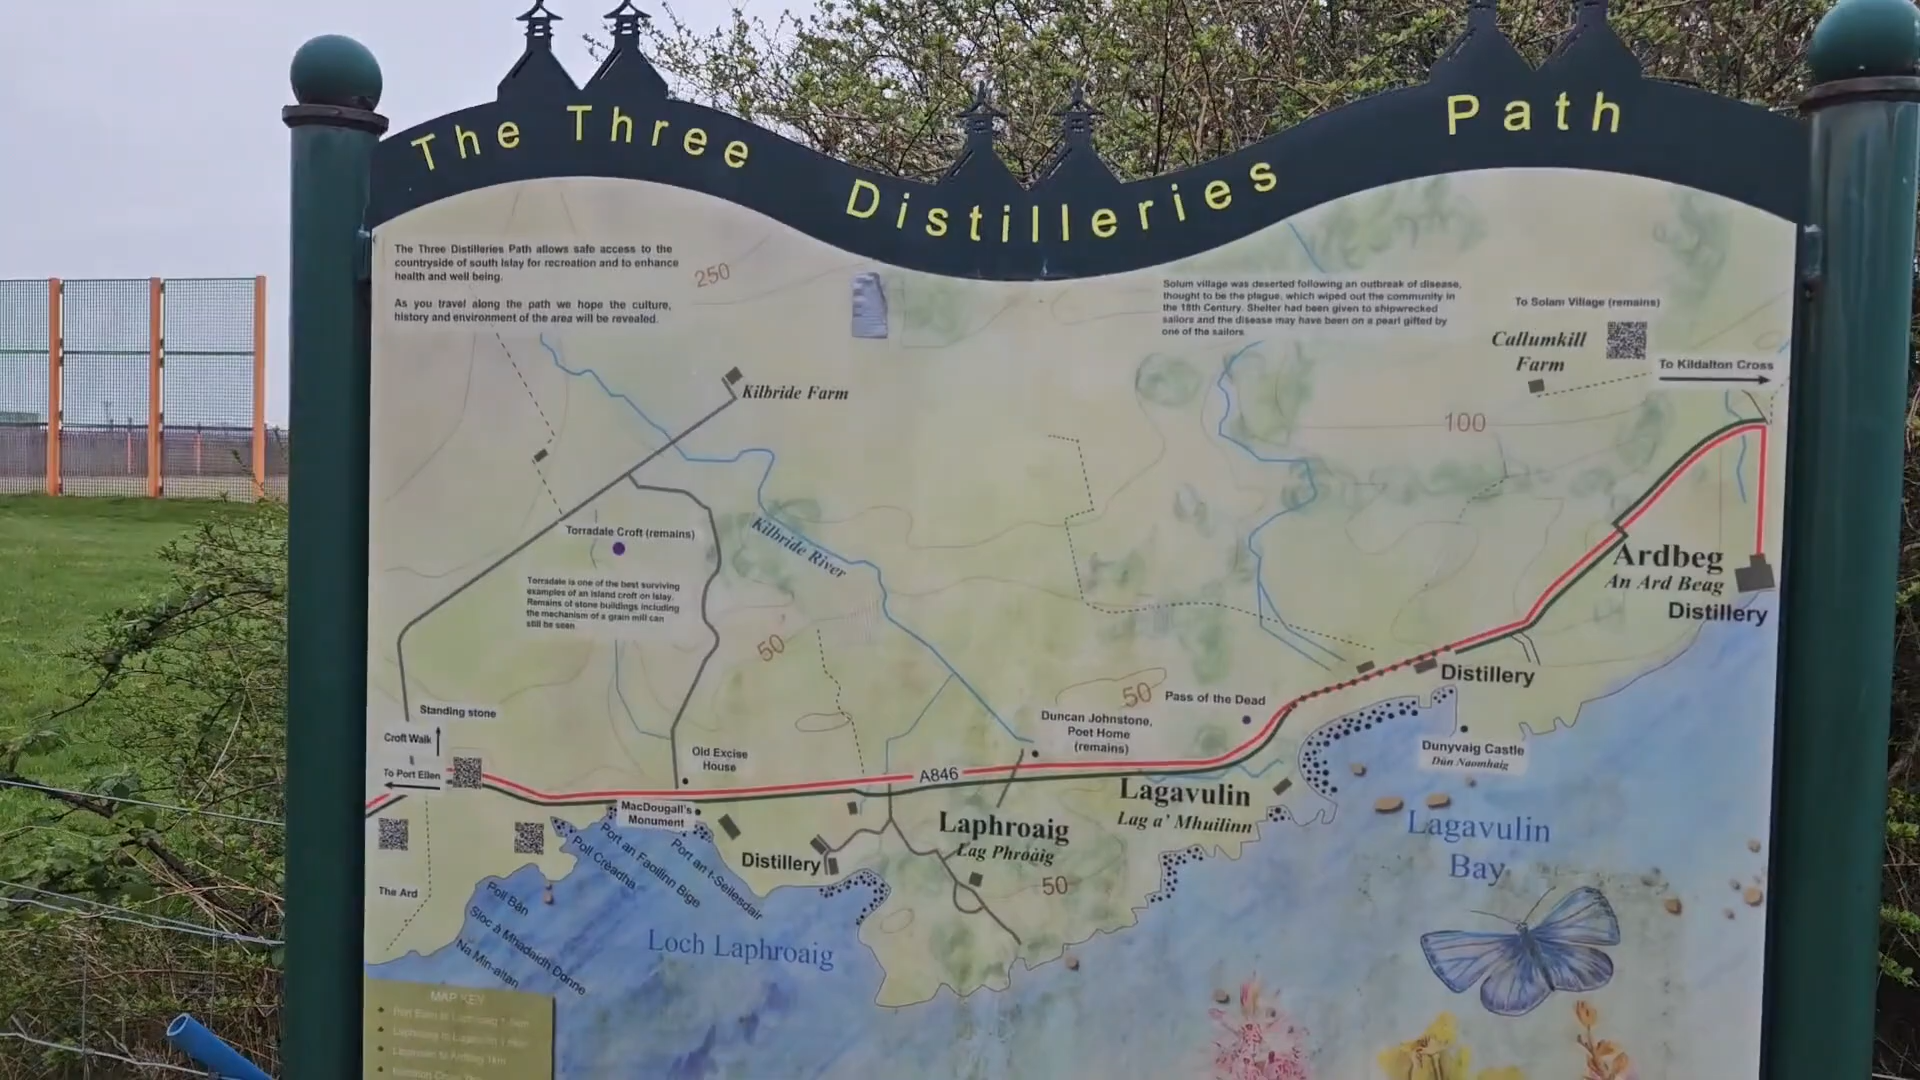 The Three Distilleries Path
The Three Distilleries Path allows safe access to the
countryside of south Islay for recreation and to enhance
health and well being.
As you travel along the path we hope the culture,
history and environment of the area will be revealed.
250
Solum village was deserted following an outbreak of disease,
thought to be the plague, which wiped out the community in
the 18th Century. Shelter had been given to shipwrecked
sailors and the disease may have been on a pearl gifted by
one of the sailors.
To Solam Village (remains)
Callumkill
Farm
To Kildalton Cross
Kilbride Farm
100
Torradale Croft (remains)
Torradale is one of the best surviving
examples of an island croft on Islay.
Remains of stone buildings including
the mechanism of a grain mill can
still be seen.
Kilbride River
50
Ardbeg
An Ard Beag
Distillery
Distillery
50
Pass of the Dead
Standing stone
Croft Walk
To Port Ellen
Old Excise
House
Duncan Johnstone,
Poet Home
(remains)
Dunyvaig Castle
Dùn Naomhaig
A846
Lagavulin
Lag a' Mhuilinn
MacDougall's
Monument
Laphroaig
Lag Phroàig
Lagavulin
Bay
Distillery
50
The Ard
Port an t-Seilesdair
Port an Faoilinn Bige
Poll Crèadha
Poll Bàn
Sloc a Mhadaidh Donne
Na Min-altan
Loch Laphroaig
MAP KEY